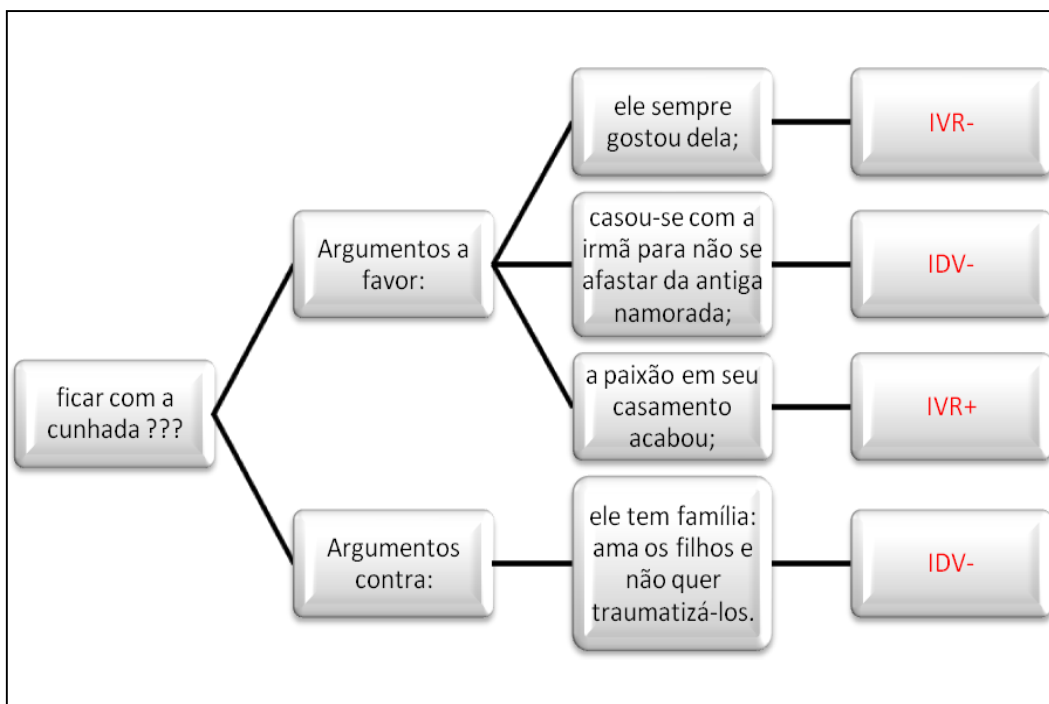 ele sempre
gostou dela;
IVR-
casou-se com a
irmã para não se
afastar da antiga
namorada;
IDV-
Argumentos a
favor:
a paixão em seu
casamento
acabou;
IVR+
ficar com a
cunhada ???
Argumentos
contra:
ele tem família:
ama os filhos e
não quer
traumatizá-los.
IDV-